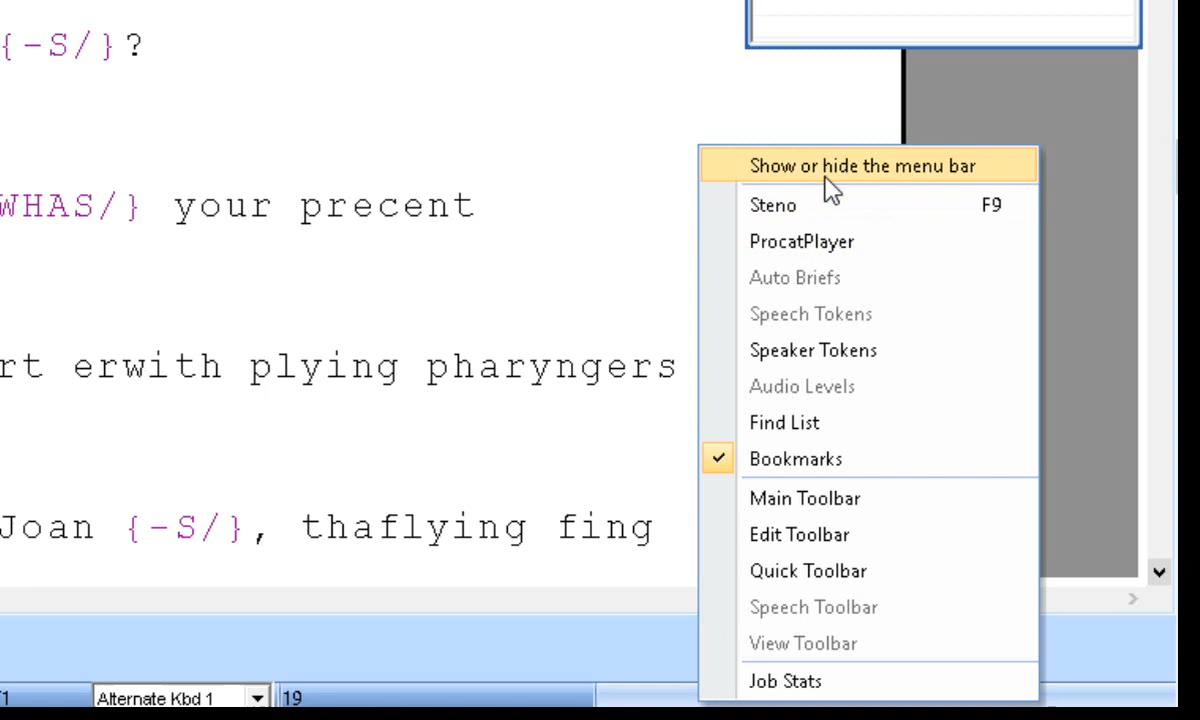 {-S/}?
WHAS/} your precent
rt erwith plying pharyngers
Joan {-S/}, thaflying fing
Show or hide the menu bar
Steno F9
ProcatPlayer
Auto Briefs
Speech Tokens
Speaker Tokens
Audio Levels
Find List
Bookmarks
Main Toolbar
Edit Toolbar
Quick Toolbar
Speech Toolbar
View Toolbar
Job Stats
Alternate Kbd 1
19